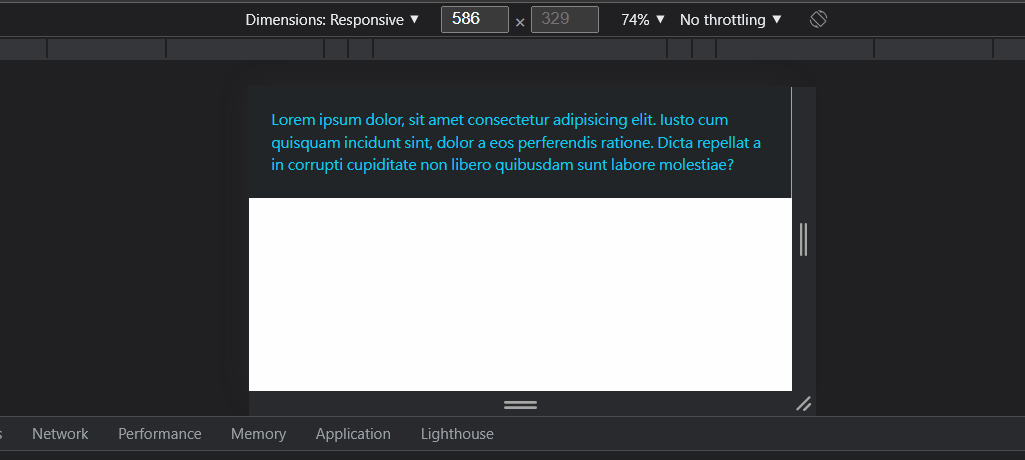 Dimensions: Responsive ▼ 586 × 329 74% ▼ No throttling ▼
Lorem ipsum dolor, sit amet consectetur adipisicing elit. Iusto cum
quisquam incidunt sint, dolor a eos perferendis ratione. Dicta repellat a
in corrupti cupiditate non libero quibusdam sunt labore molestiae?
Network Performance Memory Application Lighthouse